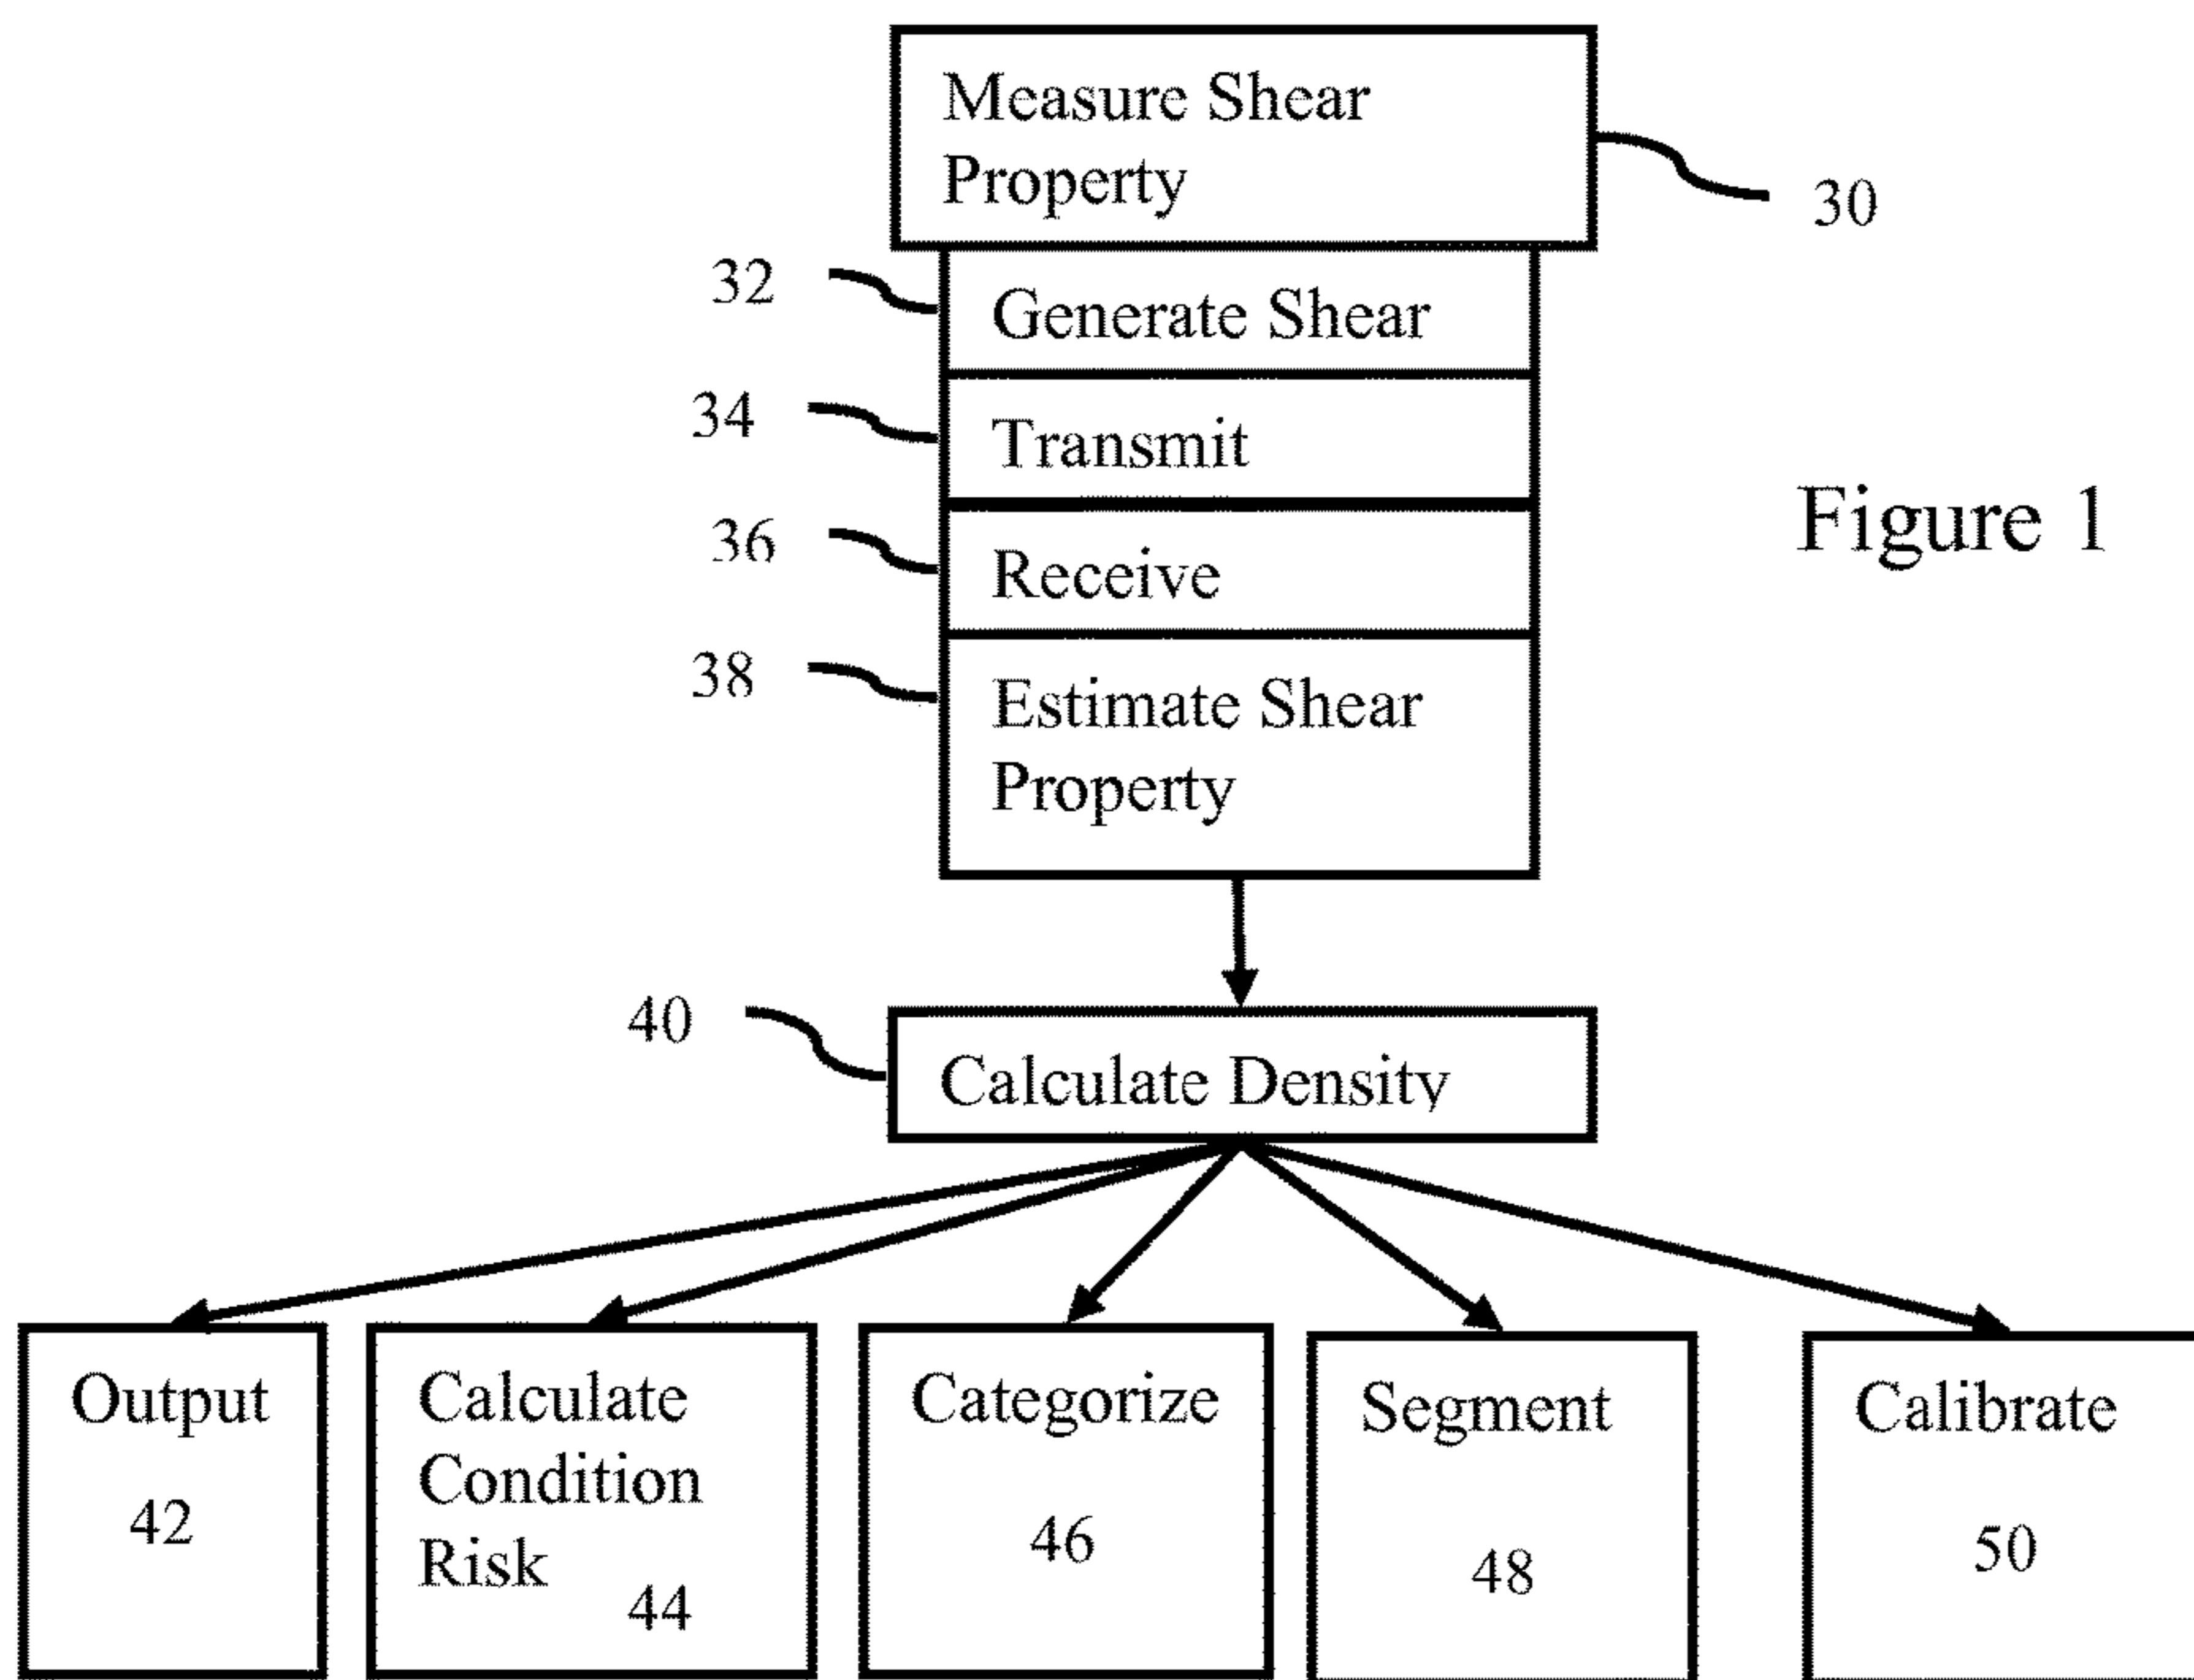 Measure Shear
Property
30
32
Generate Shear
34
Transmit
Figure 1
36
Receive
38
Estimate Shear
Property
40
Calculate Density
Output
42
Calculate
Condition
Risk
44
Categorize
46
Segment
48
Calibrate
50